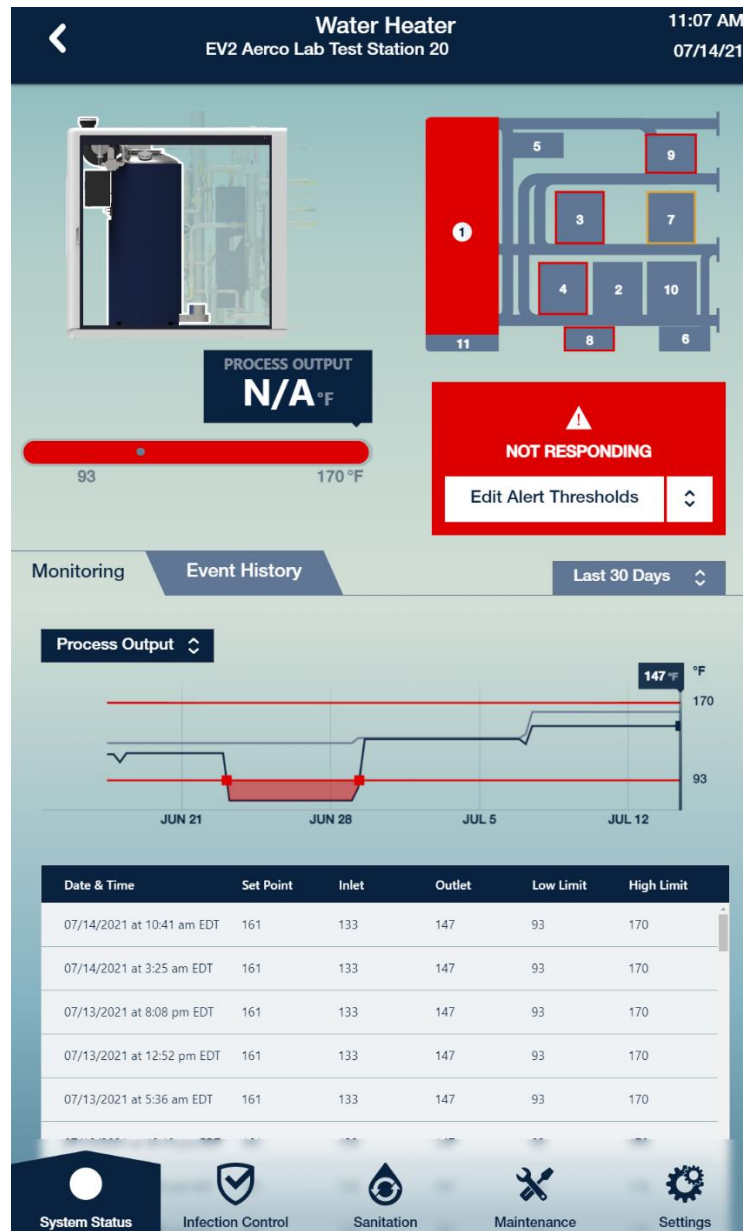 Water Heater
EV2 Aerco Lab Test Station 20
11:07 AM
07/14/21
5
9
3
7
1
4
2
10
11
8
6
PROCESS OUTPUT
N/A °F
93
170 °F
NOT RESPONDING
Edit Alert Thresholds
Monitoring
Event History
Last 30 Days
Process Output
147 °F
°F
170
93
JUN 21 JUN 28 JUL 5 JUL 12
Date & Time Set Point Inlet Outlet Low Limit High Limit
07/14/2021 at 10:41 am EDT 161 133 147 93 170
07/14/2021 at 3:25 am EDT 161 133 147 93 170
07/13/2021 at 8:08 pm EDT 161 133 147 93 170
07/13/2021 at 12:52 pm EDT 161 133 147 93 170
07/13/2021 at 5:36 am EDT 161 133 147 93 170
System Status Infection Control Sanitation Maintenance Settings